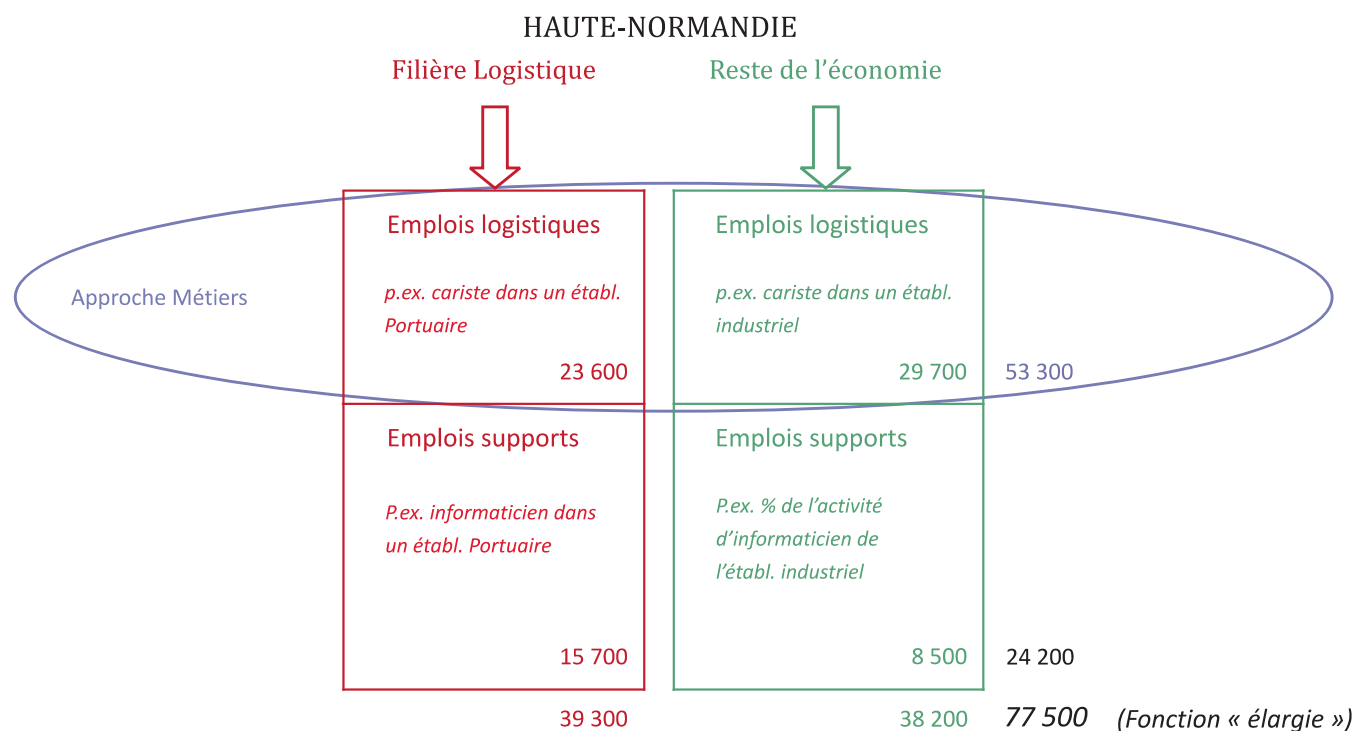 HAUTE-NORMANDIE
Filière Logistique
Reste de l’économie
Approche Métiers
Emplois logistiques
p.ex. cariste dans un établ.
Portuaire
23 600
Emplois logistiques
p.ex. cariste dans un établ.
industriel
29 700
53 300
Emplois supports
P.ex. informaticien dans
un établ. Portuaire
15 700
Emplois supports
P.ex. % de l’activité
d’informaticien de
l’établ. industriel
8 500
24 200
39 300
38 200
77 500 (Fonction « élargie »)